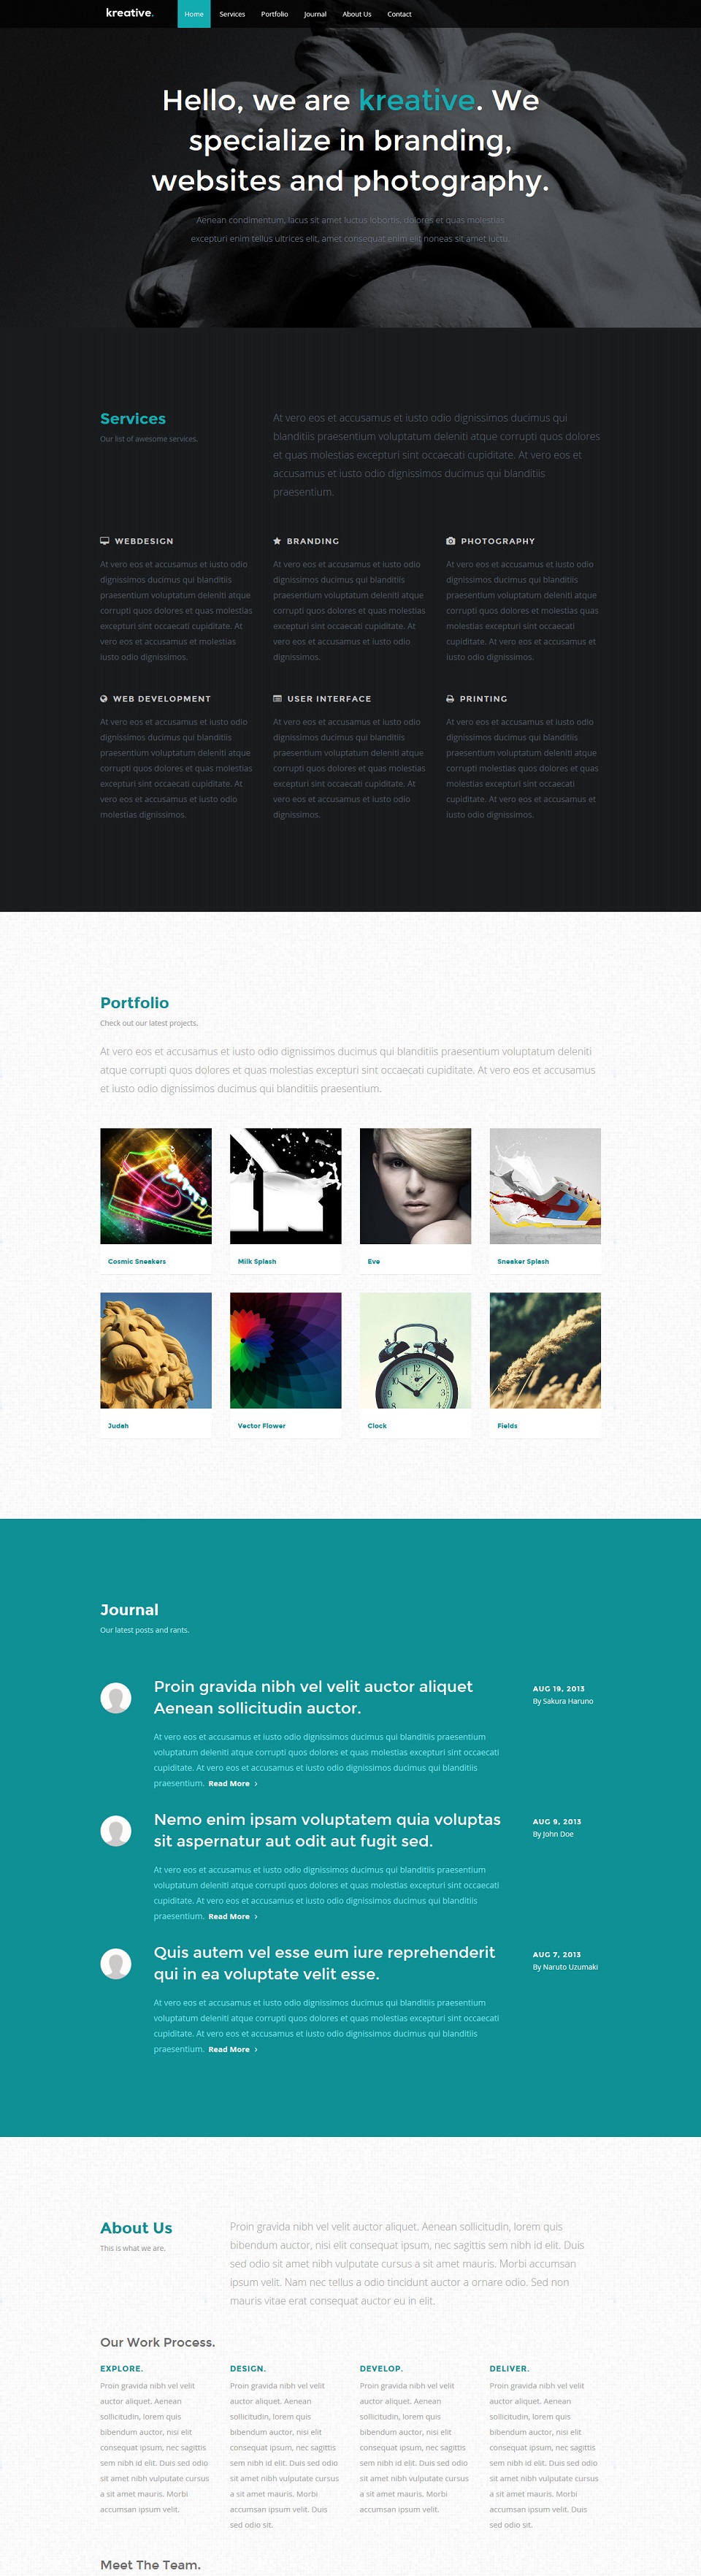 kreative.
Home Services Portfolio Journal About Us Contact
Hello, we are kreative. We
specialize in branding,
websites and photography.
Aenean condimentum, lacus sit amet luctus lobortis, dolores et quas molestias
excepturi enim tellus ultrices elit, amet consequat enim elit noneas sit amet luctu.
Services
Our list of awesome services.
At vero eos et accusamus et iusto odio dignissimos ducimus qui
blanditiis praesentium voluptatum deleniti atque corrupti quos dolores
et quas molestias excepturi sint occaecati cupiditate. At vero eos et
accusamus et iusto odio dignissimos ducimus qui blanditiis
praesentium.
WEBDESIGN
At vero eos et accusamus et iusto odio
dignissimos ducimus qui blanditiis
praesentium voluptatum deleniti atque
corrupti quos dolores et quas molestias
excepturi sint occaecati cupiditate. At
vero eos et accusamus et molestias
iusto odio dignissimos.
BRANDING
At vero eos et accusamus et iusto odio
dignissimos ducimus qui blanditiis
praesentium voluptatum deleniti atque
corrupti quos dolores et quas molestias
excepturi sint occaecati cupiditate. At
vero eos et accusamus et iusto odio
dignissimos.
PHOTOGRAPHY
At vero eos et accusamus et iusto odio
dignissimos ducimus qui blanditiis
praesentium voluptatum deleniti atque
corrupti quos dolores et molestias quas
molestias excepturi sint occaecati
cupiditate. At vero eos et accusamus et
iusto odio dignissimos.
WEB DEVELOPMENT
At vero eos et accusamus et iusto odio
dignissimos ducimus qui blanditiis
praesentium voluptatum deleniti atque
corrupti quos dolores et quas molestias
excepturi sint occaecati cupiditate. At
vero eos et accusamus et iusto odio
molestias dignissimos.
USER INTERFACE
At vero eos et accusamus et iusto odio
dignissimos ducimus qui blanditiis
praesentium voluptatum deleniti atque
corrupti quos dolores et quas molestias
excepturi sint occaecati cupiditate. At
vero eos et accusamus et iusto odio
dignissimos.
PRINTING
At vero eos et accusamus et iusto odio
dignissimos ducimus qui blanditiis
praesentium voluptatum deleniti atque
corrupti molestias quos dolores et quas
molestias excepturi sint occaecati
cupiditate. At vero eos et accusamus et
iusto odio dignissimos.
Portfolio
Check out our latest projects.
At vero eos et accusamus et iusto odio dignissimos ducimus qui blanditiis praesentium voluptatum deleniti
atque corrupti quos dolores et quas molestias excepturi sint occaecati cupiditate. At vero eos et accusamus
et iusto odio dignissimos ducimus qui blanditiis praesentium.
Cosmic Sneakers
Milk Splash
Eve
Sneaker Splash
Judah
Vector Flower
Clock
Fields
Journal
Our latest posts and rants.
Proin gravida nibh vel velit auctor aliquet
Aenean sollicitudin auctor.
At vero eos et accusamus et iusto odio dignissimos ducimus qui blanditiis praesentium
voluptatum deleniti atque corrupti quos dolores et quas molestias excepturi sint occaecati
cupiditate. At vero eos et accusamus et iusto odio dignissimos ducimus qui blanditiis
praesentium. Read More ›
AUG 19, 2013
By Sakura Haruno
Nemo enim ipsam voluptatem quia voluptas
sit aspernatur aut odit aut fugit sed.
At vero eos et accusamus et iusto odio dignissimos ducimus qui blanditiis praesentium
voluptatum deleniti atque corrupti quos dolores et quas molestias excepturi sint occaecati
cupiditate. At vero eos et accusamus et iusto odio dignissimos ducimus qui blanditiis
praesentium. Read More ›
AUG 9, 2013
By John Doe
Quis autem vel esse eum iure reprehenderit
qui in ea voluptate velit esse.
At vero eos et accusamus et iusto odio dignissimos ducimus qui blanditiis praesentium
voluptatum deleniti atque corrupti quos dolores et quas molestias excepturi sint occaecati
cupiditate. At vero eos et accusamus et iusto odio dignissimos ducimus qui blanditiis
praesentium. Read More ›
AUG 7, 2013
By Naruto Uzumaki
About Us
This is what we are.
Proin gravida nibh vel velit auctor aliquet. Aenean sollicitudin, lorem quis
bibendum auctor, nisi elit consequat ipsum, nec sagittis sem nibh id elit. Duis
sed odio sit amet nibh vulputate cursus a sit amet mauris. Morbi accumsan
ipsum velit. Nam nec tellus a odio tincidunt auctor a ornare odio. Sed non
mauris vitae erat consequat auctor eu in elit.
Our Work Process.
EXPLORE.
Proin gravida nibh vel velit
auctor aliquet. Aenean
sollicitudin, lorem quis
bibendum auctor, nisi elit
consequat ipsum, nec sagittis
sem nibh id elit. Duis sed odio
sit amet nibh vulputate cursus
a sit amet mauris. Morbi
accumsan ipsum velit.
DESIGN.
Proin gravida nibh vel velit
auctor aliquet. Aenean
sollicitudin, lorem quis
bibendum auctor, nisi elit
consequat ipsum, nec sagittis
sem nibh id elit. Duis sed odio
sit amet nibh vulputate cursus
a sit amet mauris. Morbi
accumsan ipsum velit. Duis
sed odio sit.
DEVELOP.
Proin gravida nibh vel velit
auctor aliquet. Aenean
sollicitudin, lorem quis
bibendum auctor, nisi elit
consequat ipsum, nec sagittis
sem nibh id elit. Duis sed odio
sit amet nibh vulputate cursus
a sit amet mauris. Morbi
accumsan ipsum velit.
DELIVER.
Proin gravida nibh vel velit
auctor aliquet. Aenean
sollicitudin, lorem quis
bibendum auctor, nisi elit
consequat ipsum, nec sagittis
sem nibh id elit. Duis sed odio
sit amet nibh vulputate cursus
a sit amet mauris. Morbi
accumsan ipsum velit. Duis
sed odio sit.
Meet The Team.